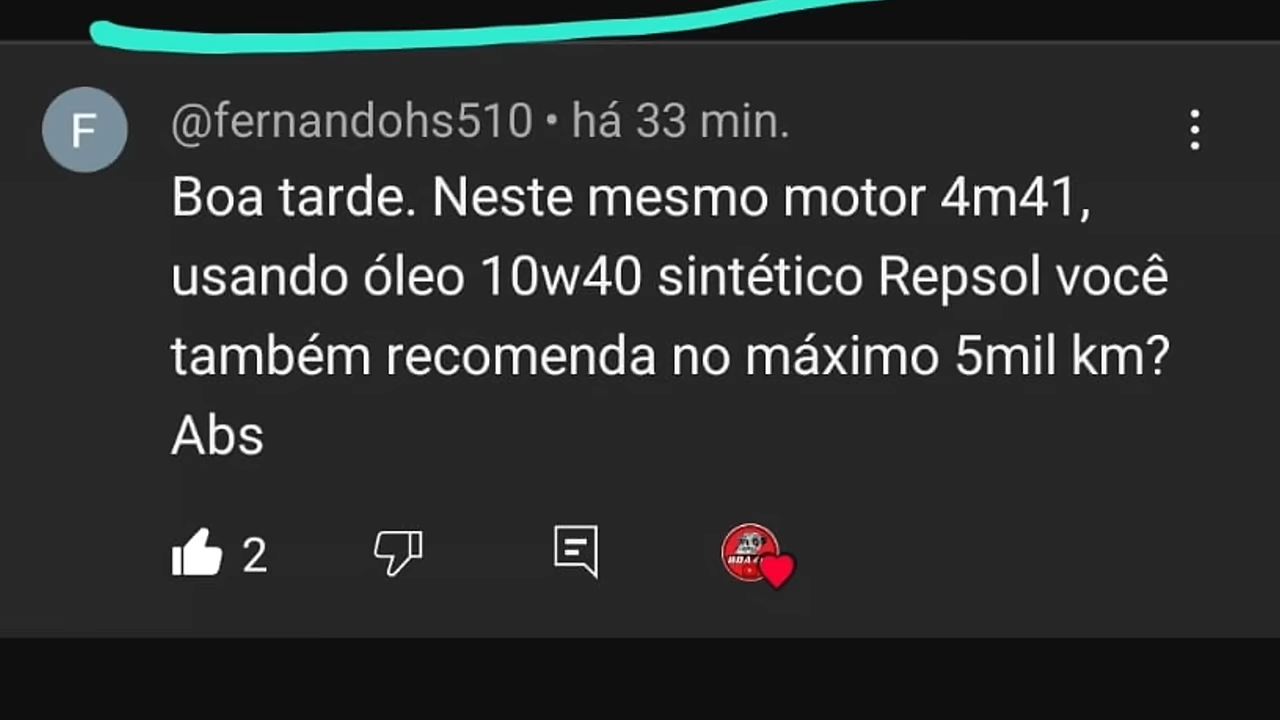 F
@fernandohs510 • há 33 min.
Boa tarde. Neste mesmo motor 4m41,
usando óleo 10w40 sintético Repsol você
também recomenda no máximo 5mil km?
Abs
2